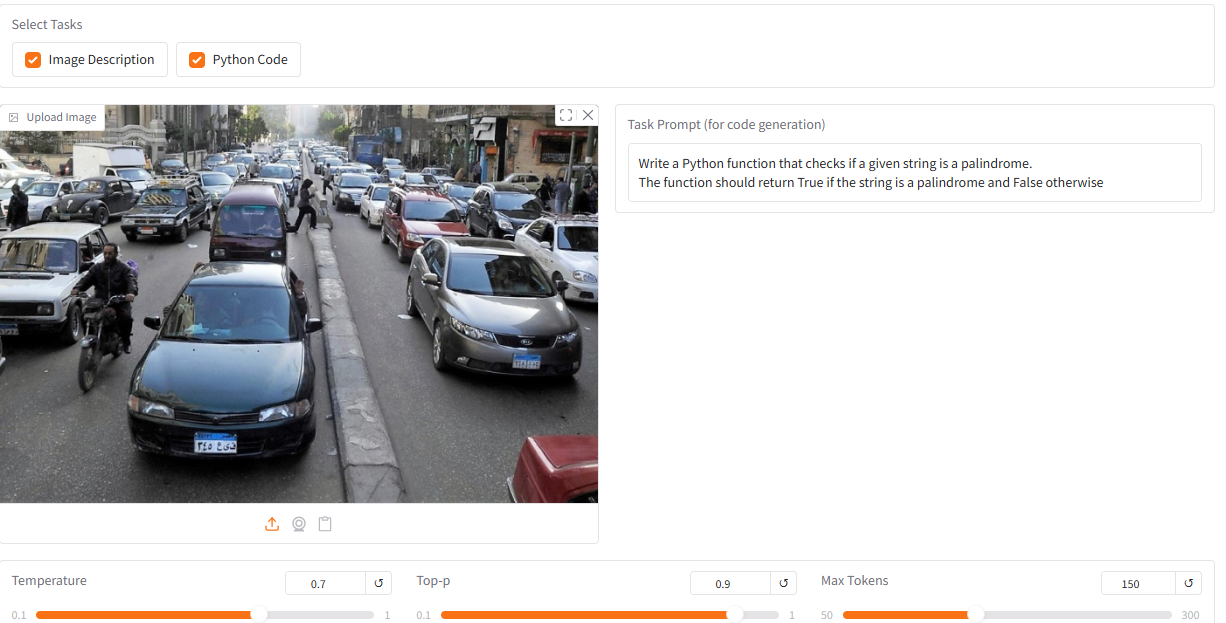 Select Tasks
Image Description
Python Code
Upload Image
Task Prompt (for code generation)
Write a Python function that checks if a given string is a palindrome.
The function should return True if the string is a palindrome and False otherwise
KIA
Temperature
0.7
0.1
1
Top-p
0.9
0.1
1
Max Tokens
150
50
300